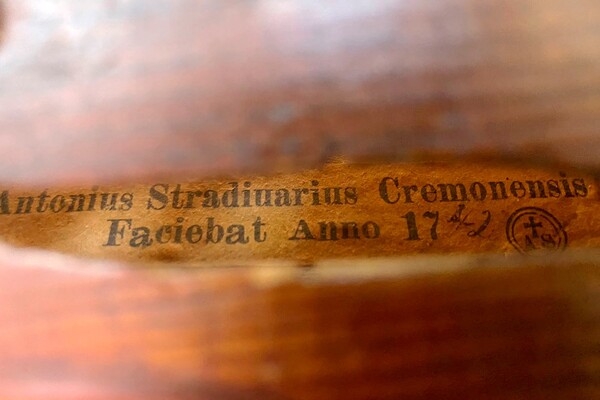 Antonius Stradiuarius Cremonensis
Faciebat Anno 17
A S